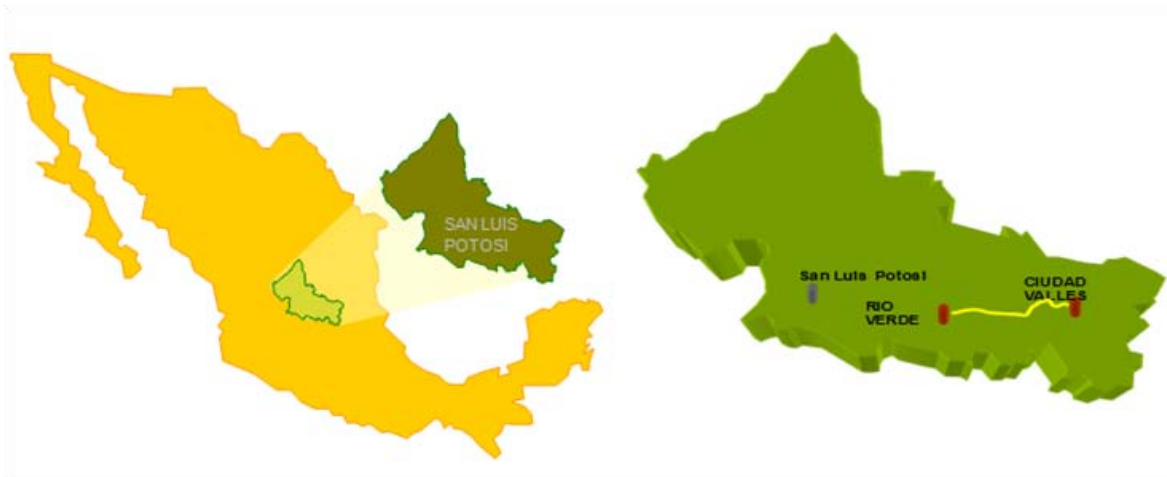 SAN LUIS
POTOSI
San Luis Potosi
CIUDAD
VALLES
RIO
VERDE